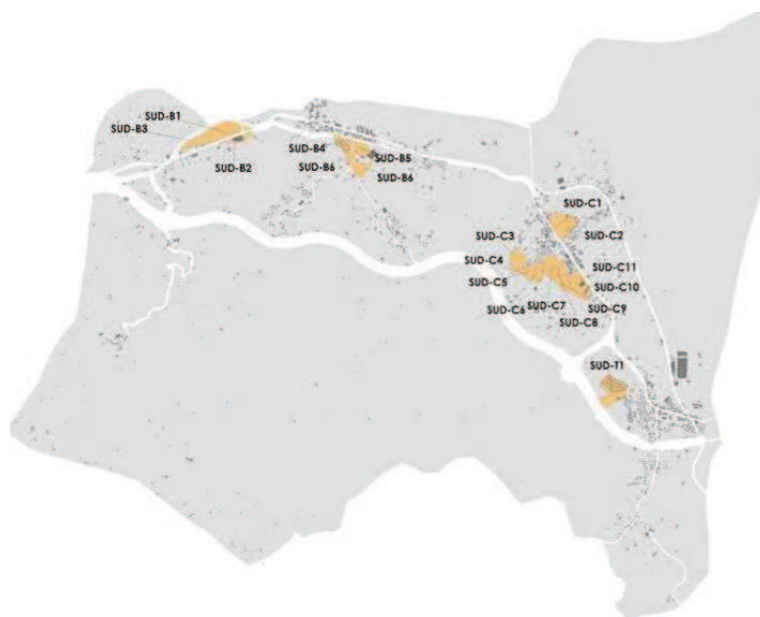 SUD-B1
SUD-B3
SUD-B2
SUD-B4
SUD-B5
SUD-B6
SUD-B6
SUD-C1
SUD-C2
SUD-C3
SUD-C4
SUD-C11
SUD-C5
SUD-C10
SUD-C6
SUD-C7
SUD-C9
SUD-C8
SUD-T1